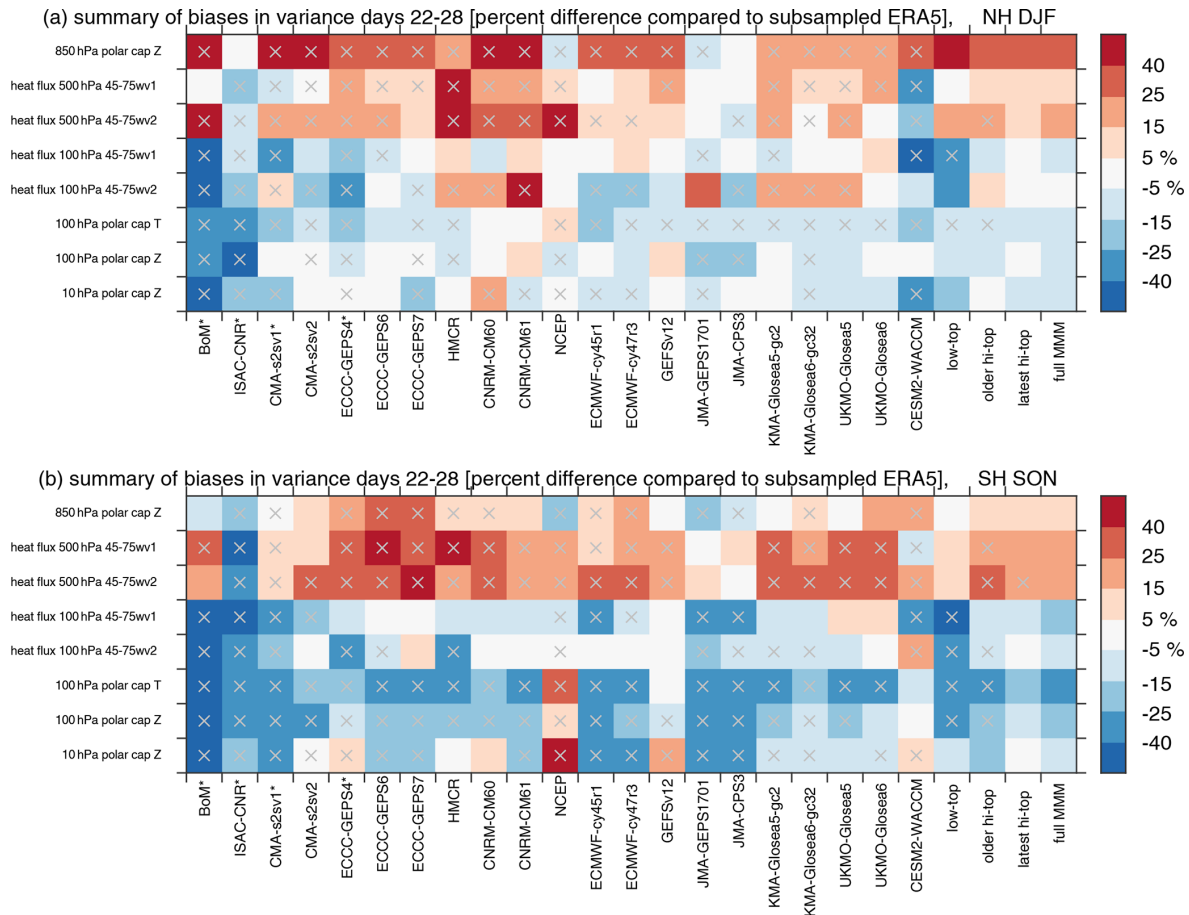 (a) summary of biases in variance days 22-28 [percent difference compared to subsampled ERA5], NH DJF
850 hPa polar cap Z
heat flux 500 hPa 45-75wv1
heat flux 500 hPa 45-75wv2
heat flux 100 hPa 45-75wv1
heat flux 100 hPa 45-75wv2
100 hPa polar cap T
100 hPa polar cap Z
10 hPa polar cap Z
40
25
15
5 %
-5 %
-15
-25
-40
BoM*
ISAC-CNR*
CMA-s2sv1*
CMA-s2sv2
ECCC-GEPS4*
ECCC-GEPS6
ECCC-GEPS7
HMCR
CNRM-CM60
CNRM-CM61
NCEP
ECMWF-cy45r1
ECMWF-cy47r3
GEFSv12
JMA-GEPS1701
JMA-CPS3
KMA-Glosea5-gc2
KMA-Glosea6-gc32
UKMO-Glosea5
UKMO-Glosea6
CESM2-WACCM
low-top
older hi-top
latest hi-top
full MMM
(b) summary of biases in variance days 22-28 [percent difference compared to subsampled ERA5], SH SON
850 hPa polar cap Z
heat flux 500 hPa 45-75wv1
heat flux 500 hPa 45-75wv2
heat flux 100 hPa 45-75wv1
heat flux 100 hPa 45-75wv2
100 hPa polar cap T
100 hPa polar cap Z
10 hPa polar cap Z
40
25
15
5 %
-5 %
-15
-25
-40
BoM*
ISAC-CNR*
CMA-s2sv1*
CMA-s2sv2
ECCC-GEPS4*
ECCC-GEPS6
ECCC-GEPS7
HMCR
CNRM-CM60
CNRM-CM61
NCEP
ECMWF-cy45r1
ECMWF-cy47r3
GEFSv12
JMA-GEPS1701
JMA-CPS3
KMA-Glosea5-gc2
KMA-Glosea6-gc32
UKMO-Glosea5
UKMO-Glosea6
CESM2-WACCM
low-top
older hi-top
latest hi-top
full MMM